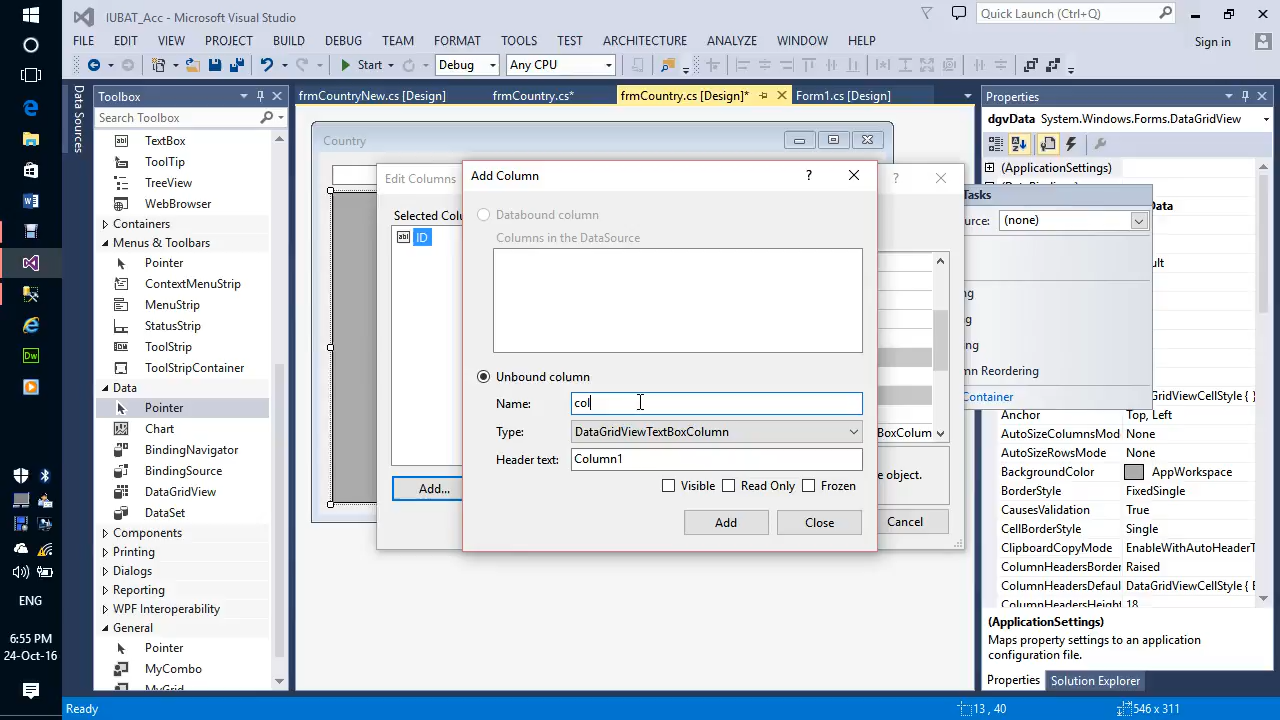 IUBAT_Acc - Microsoft Visual Studio
Quick Launch (Ctrl+Q)
FILE EDIT VIEW PROJECT BUILD DEBUG TEAM FORMAT TOOLS TEST ARCHITECTURE ANALYZE WINDOW HELP
Sign in
Start Debug Any CPU
Data Sources
Toolbox
Search Toolbox
TextBox
ToolTip
TreeView
WebBrowser
Containers
Menus & Toolbars
Pointer
ContextMenuStrip
MenuStrip
StatusStrip
ToolStrip
ToolStripContainer
Data
Pointer
Chart
BindingNavigator
BindingSource
DataGridView
DataSet
Components
Printing
Dialogs
Reporting
WPF Interoperability
General
Pointer
MyCombo
MyGrid
frmCountryNew.cs [Design] frmCountry.cs* frmCountry.cs [Design]* Form1.cs [Design]
Country
Edit Columns
?
Selected Colu
ID
Add...
BoxColum
e object.
Cancel
Add Column
?
Databound column
Columns in the DataSource
Unbound column
Name: col
Type: DataGridViewTextBoxColumn
Header text: Column1
Visible Read Only Frozen
Add Close
Tasks
urce: (none)
ng
g
ing
mn Reordering
Container
Properties
dgvData System.Windows.Forms.DataGridView
(ApplicationSettings)
Data
ult
Anchor Top, Left
AutoSizeColumnsMod None
AutoSizeRowsMode None
BackgroundColor AppWorkspace
BorderStyle FixedSingle
CausesValidation True
CellBorderStyle Single
ClipboardCopyMode EnableWithAutoHeaderT
ColumnHeadersBorder Raised
ColumnHeadersDefau DataGridViewCellStyle { B
ColumnHeadersHeight 18
(ApplicationSettings)
Maps property settings to an application
configuration file.
Properties Solution Explorer
ENG
6:55 PM
24-Oct-16
Ready
13 , 40
546 x 311